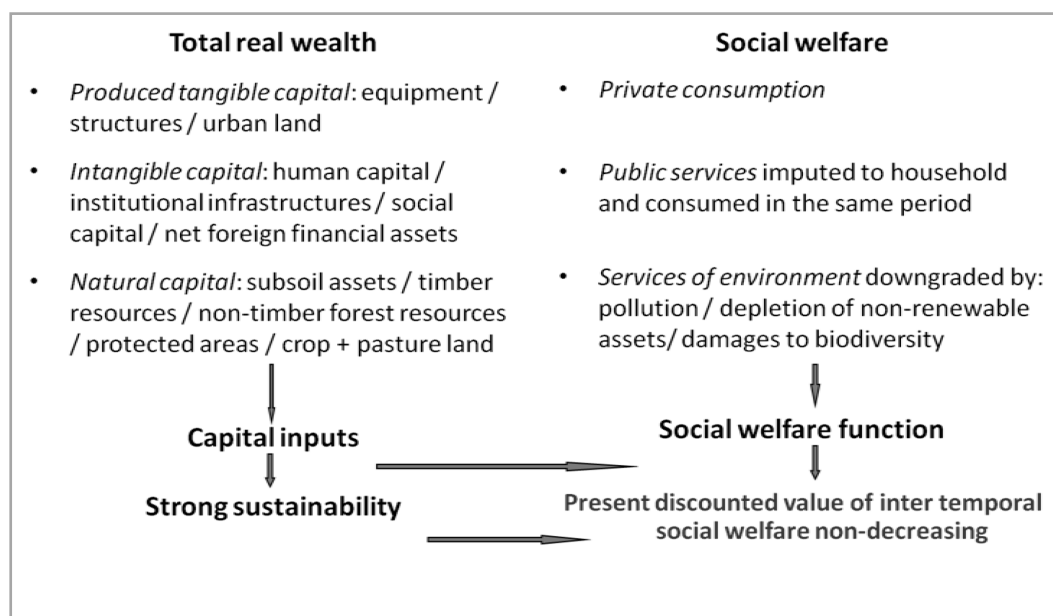 Total real wealth
• Produced tangible capital: equipment /
structures / urban land
• Intangible capital: human capital /
institutional infrastructures / social
capital / net foreign financial assets
• Natural capital: subsoil assets / timber
resources / non-timber forest resources
/ protected areas / crop + pasture land
Capital inputs
Strong sustainability
Social welfare
• Private consumption
• Public services imputed to household
and consumed in the same period
• Services of environment downgraded by:
pollution / depletion of non-renewable
assets/ damages to biodiversity
Social welfare function
Present discounted value of inter temporal
social welfare non-decreasing